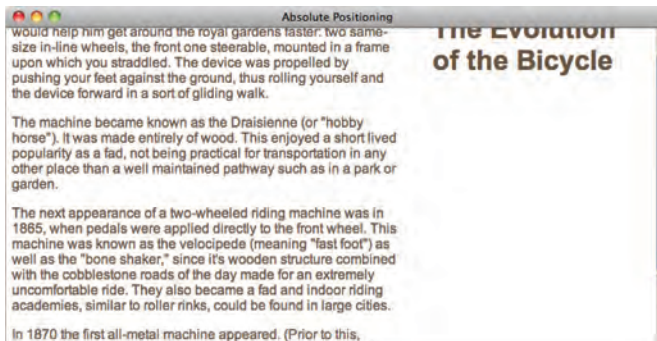 Absolute Positioning
would help him get around the royal gardens faster: two same-
size in-line wheels, the front one steerable, mounted in a frame
upon which you straddled. The device was propelled by
pushing your feet against the ground, thus rolling yourself and
the device forward in a sort of gliding walk.
The machine became known as the Draisienne (or "hobby
horse"). It was made entirely of wood. This enjoyed a short lived
popularity as a fad, not being practical for transportation in any
other place than a well maintained pathway such as in a park or
garden.
The next appearance of a two-wheeled riding machine was in
1865, when pedals were applied directly to the front wheel. This
machine was known as the velocipede (meaning "fast foot") as
well as the "bone shaker," since it's wooden structure combined
with the cobblestone roads of the day made for an extremely
uncomfortable ride. They also became a fad and indoor riding
academies, similar to roller rinks, could be found in large cities.
In 1870 the first all-metal machine appeared. (Prior to this,
The Evolution
of the Bicycle